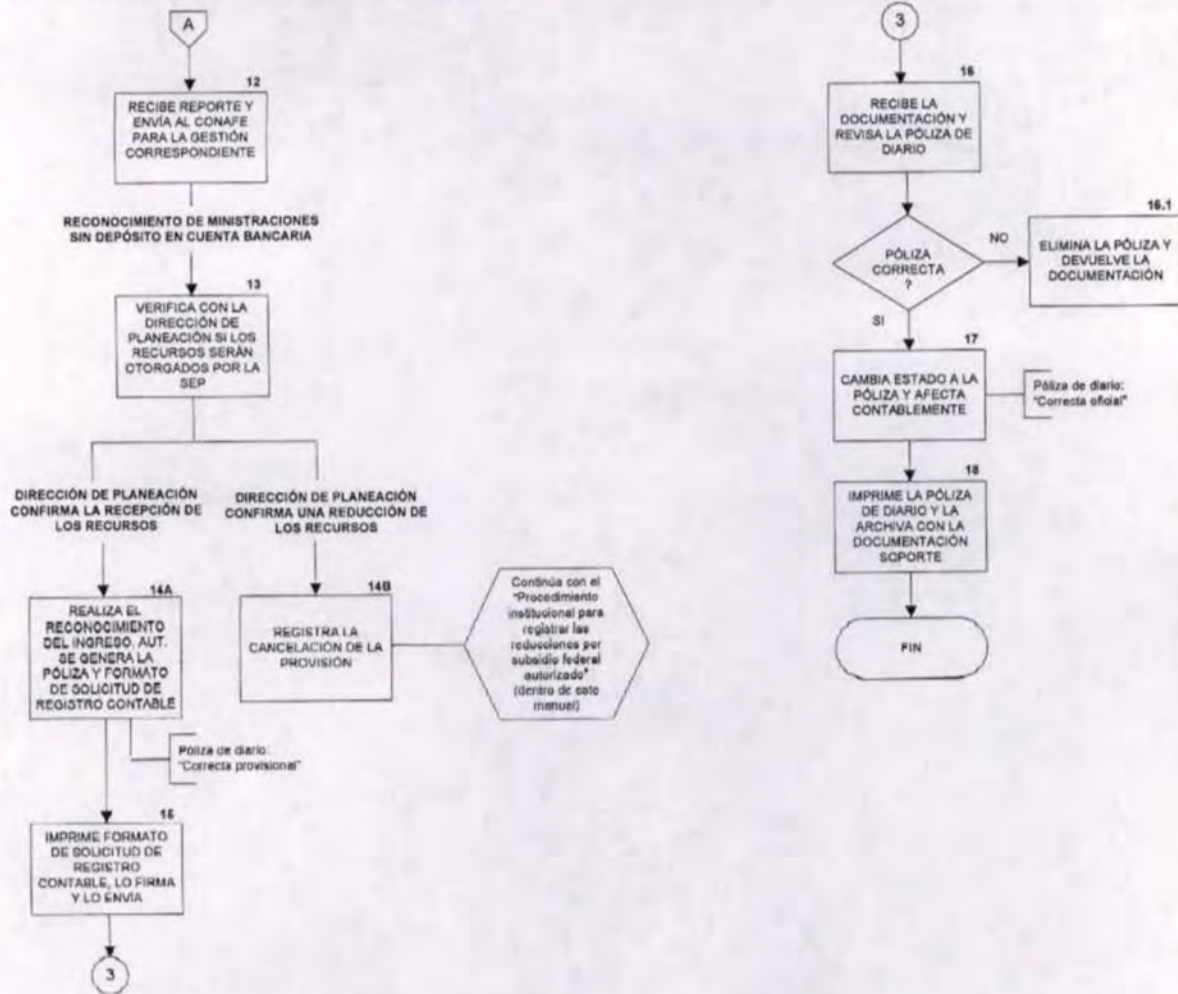 A
12
RECIBE REPORTE Y
ENVÍA AL CONAFE
PARA LA GESTIÓN
CORRESPONDIENTE
RECONOCIMIENTO DE MINISTRACIONES
SIN DEPÓSITO EN CUENTA BANCARIA
13
VERIFICA CON LA
DIRECCIÓN DE
PLANEACIÓN SI LOS
RECURSOS SERÁN
OTORGADOS POR LA
SEP
DIRECCIÓN DE PLANEACIÓN
CONFIRMA LA RECEPCIÓN DE
LOS RECURSOS
14A
REALIZA EL
RECONOCIMIENTO
DEL INGRESO, AUT.
SE GENERA LA
PÓLIZA Y FORMATO
DE SOLICITUD DE
REGISTRO CONTABLE
Póliza de diario:
"Correcta provisional"
15
IMPRIME FORMATO
DE SOLICITUD DE
REGISTRO
CONTABLE, LO FIRMA
Y LO ENVIA
3
DIRECCIÓN DE PLANEACIÓN
CONFIRMA UNA REDUCCIÓN DE
LOS RECURSOS
14B
REGISTRA LA
CANCELACIÓN DE LA
PROVISIÓN
Continúa con el
"Procedimiento
institucional para
registrar las
reducciones por
subsidio federal
autorizado"
(dentro de este
manual)
3
16
RECIBE LA
DOCUMENTACIÓN Y
REVISA LA PÓLIZA DE
DIARIO
PÓLIZA
CORRECTA
?
NO
16.1
ELIMINA LA PÓLIZA Y
DEVUELVE LA
DOCUMENTACIÓN
SI
17
CAMBIA ESTADO A LA
PÓLIZA Y AFECTA
CONTABLEMENTE
Póliza de diario:
"Correcta oficial"
18
IMPRIME LA PÓLIZA
DE DIARIO Y LA
ARCHIVA CON LA
DOCUMENTACIÓN
SOPORTE
FIN